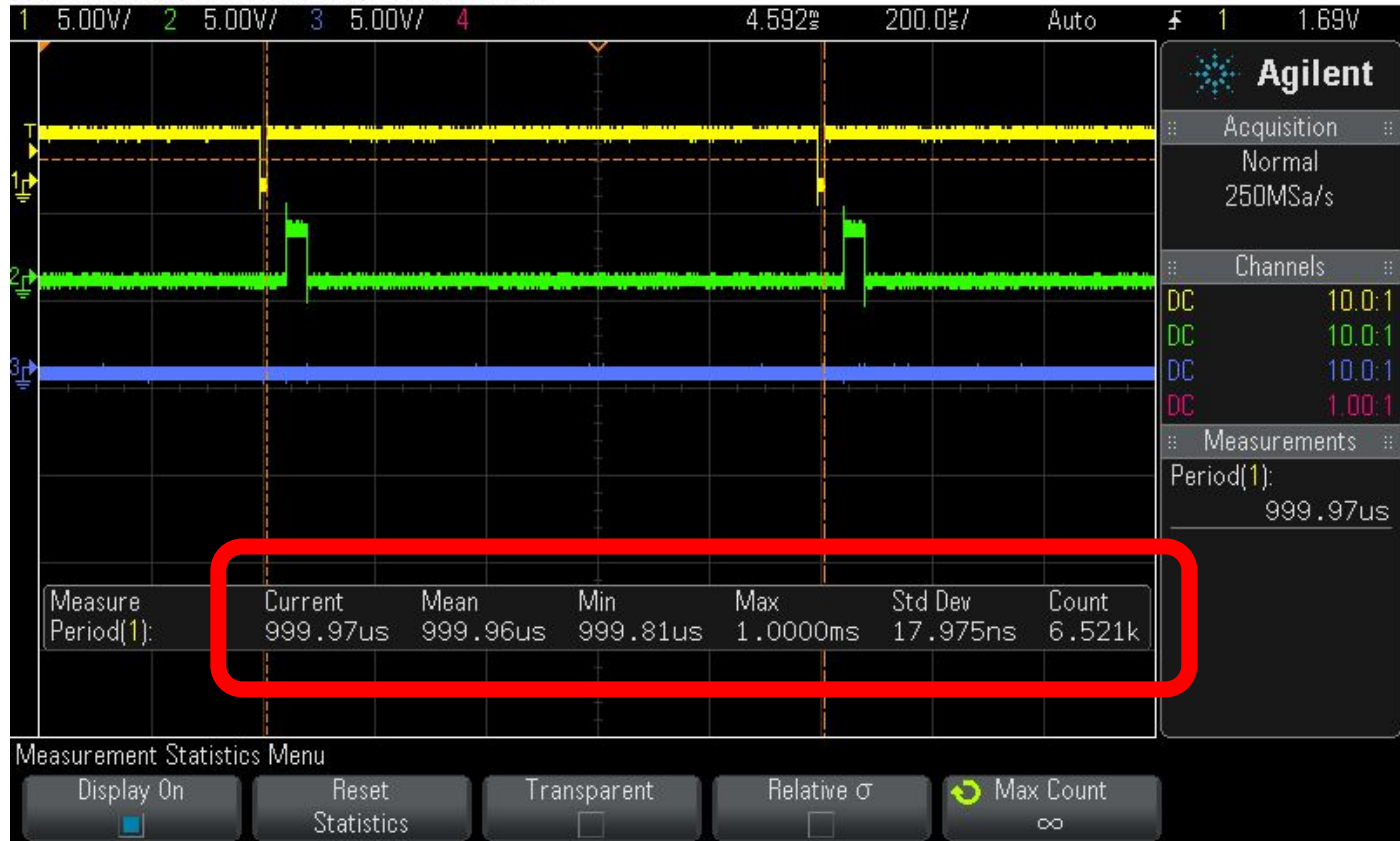 1 5.00V/ 2 5.00V/ 3 5.00V/ 4 4.592ms 200.0us/ Auto 1 1.69V
Agilent
Acquisition
Normal
250MSa/s
T
1
2
3
Channels
DC 10.0:1
DC 10.0:1
DC 10.0:1
DC 1.00:1
Measurements
Period(1):
999.97us
Measure Current Mean Min Max Std Dev Count
Period(1): 999.97us 999.96us 999.81us 1.0000ms 17.975ns 6.521k
Measurement Statistics Menu
Display On
Reset Statistics
Transparent
Relative σ
Max Count
∞